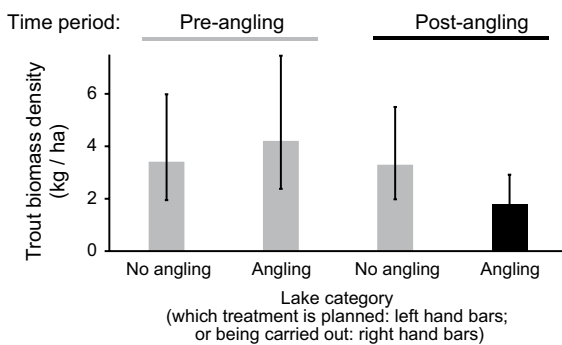 Time period: Pre-angling Post-angling
Trout biomass density
(kg / ha)
6
4
2
0
No angling Angling No angling Angling
Lake category
(which treatment is planned: left hand bars;
or being carried out: right hand bars)